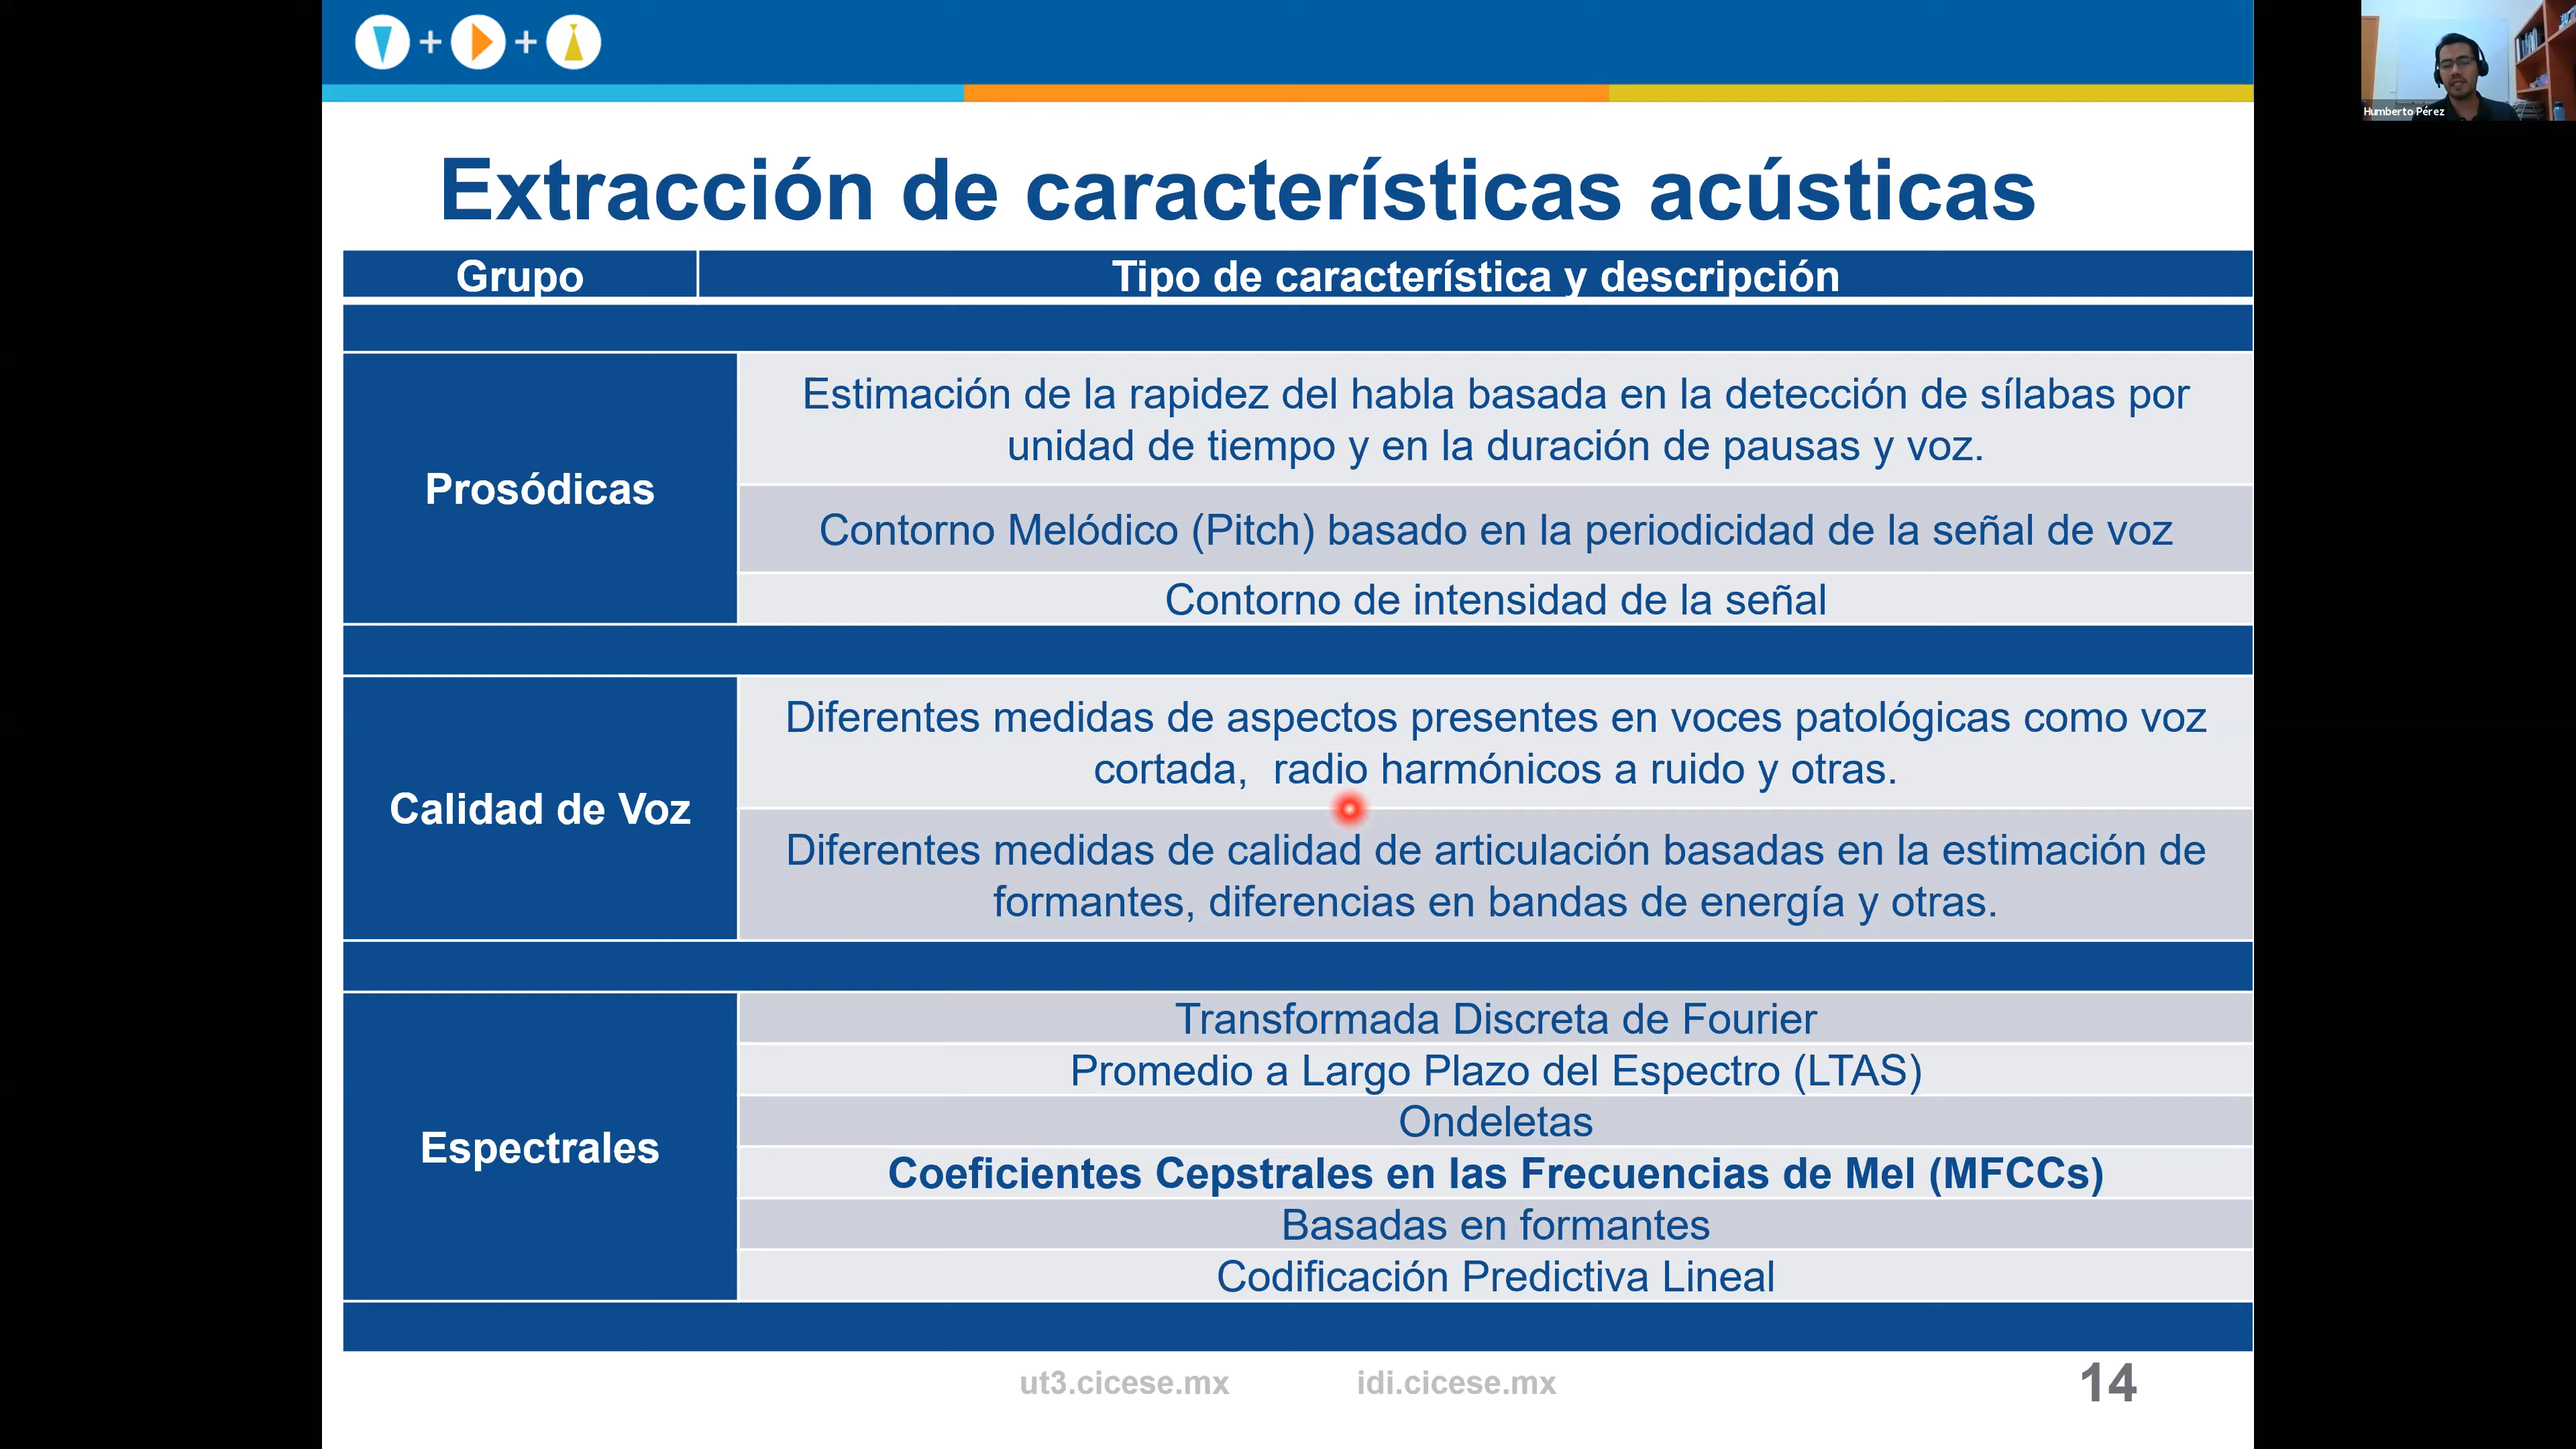 Humberto Pérez
Extracción de características acústicas
Grupo
Tipo de característica y descripción
Prosódicas
Estimación de la rapidez del habla basada en la detección de sílabas por
unidad de tiempo y en la duración de pausas y voz.
Contorno Melódico (Pitch) basado en la periodicidad de la señal de voz
Contorno de intensidad de la señal
Calidad de Voz
Diferentes medidas de aspectos presentes en voces patológicas como voz
cortada, radio harmónicos a ruido y otras.
Diferentes medidas de calidad de articulación basadas en la estimación de
formantes, diferencias en bandas de energía y otras.
Espectrales
Transformada Discreta de Fourier
Promedio a Largo Plazo del Espectro (LTAS)
Ondeletas
Coeficientes Cepstrales en las Frecuencias de Mel (MFCCs)
Basadas en formantes
Codificación Predictiva Lineal
ut3.cicese.mx
idi.cicese.mx
14